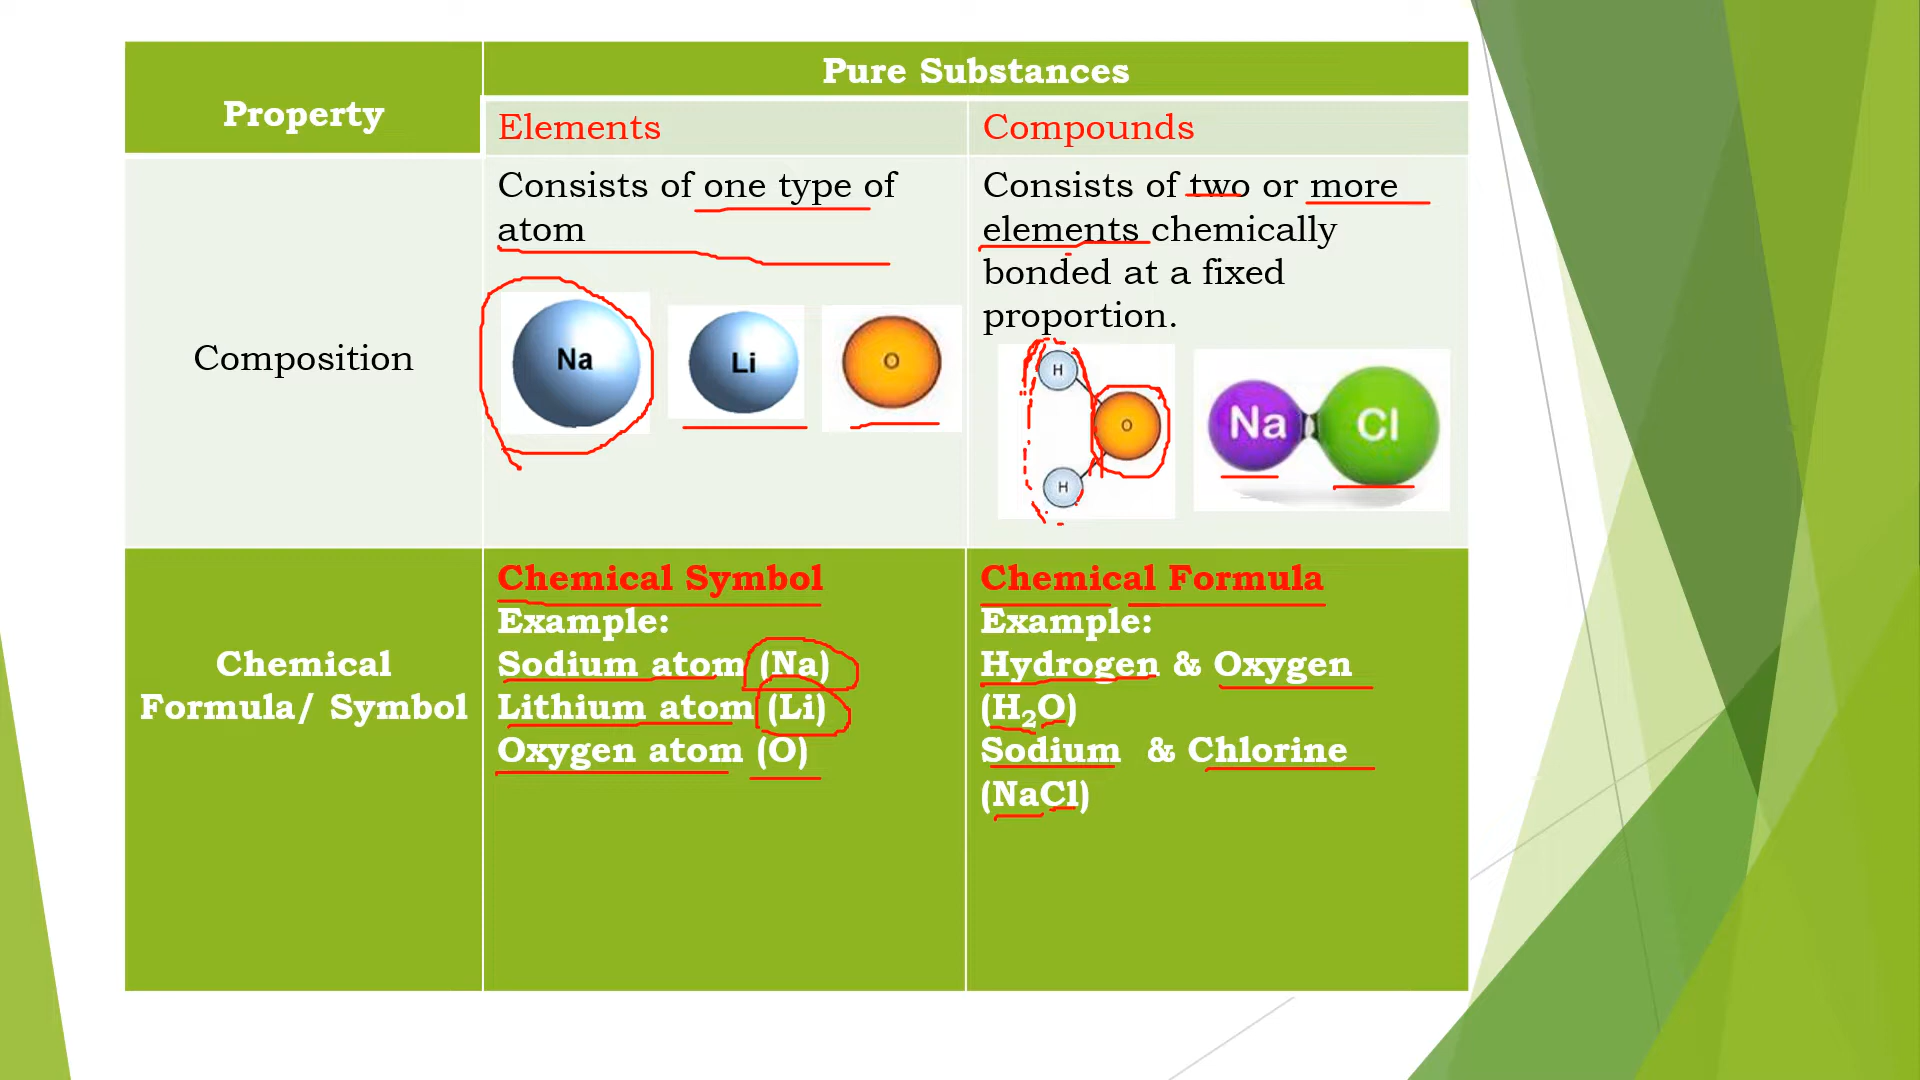 Property
Pure Substances
Elements
Compounds
Composition
Consists of one type of
atom
Na
Li
O
Consists of two or more
elements chemically
bonded at a fixed
proportion.
H
O
H
Na
Cl
Chemical
Formula/ Symbol
Chemical Symbol
Example:
Sodium atom (Na)
Lithium atom (Li)
Oxygen atom (O)
Chemical Formula
Example:
Hydrogen & Oxygen
(H₂O)
Sodium & Chlorine
(NaCl)